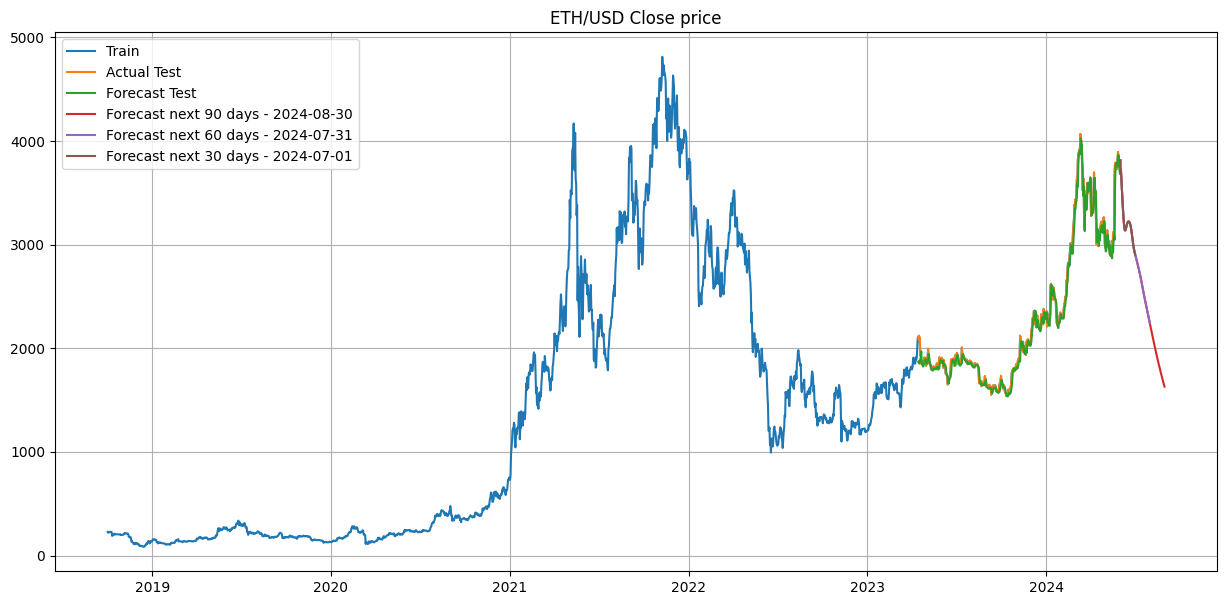 ETH/USD Close price
Train
Actual Test
Forecast Test
Forecast next 90 days - 2024-08-30
Forecast next 60 days - 2024-07-31
Forecast next 30 days - 2024-07-01
5000
4000
3000
2000
1000
0
2019 2020 2021 2022 2023 2024